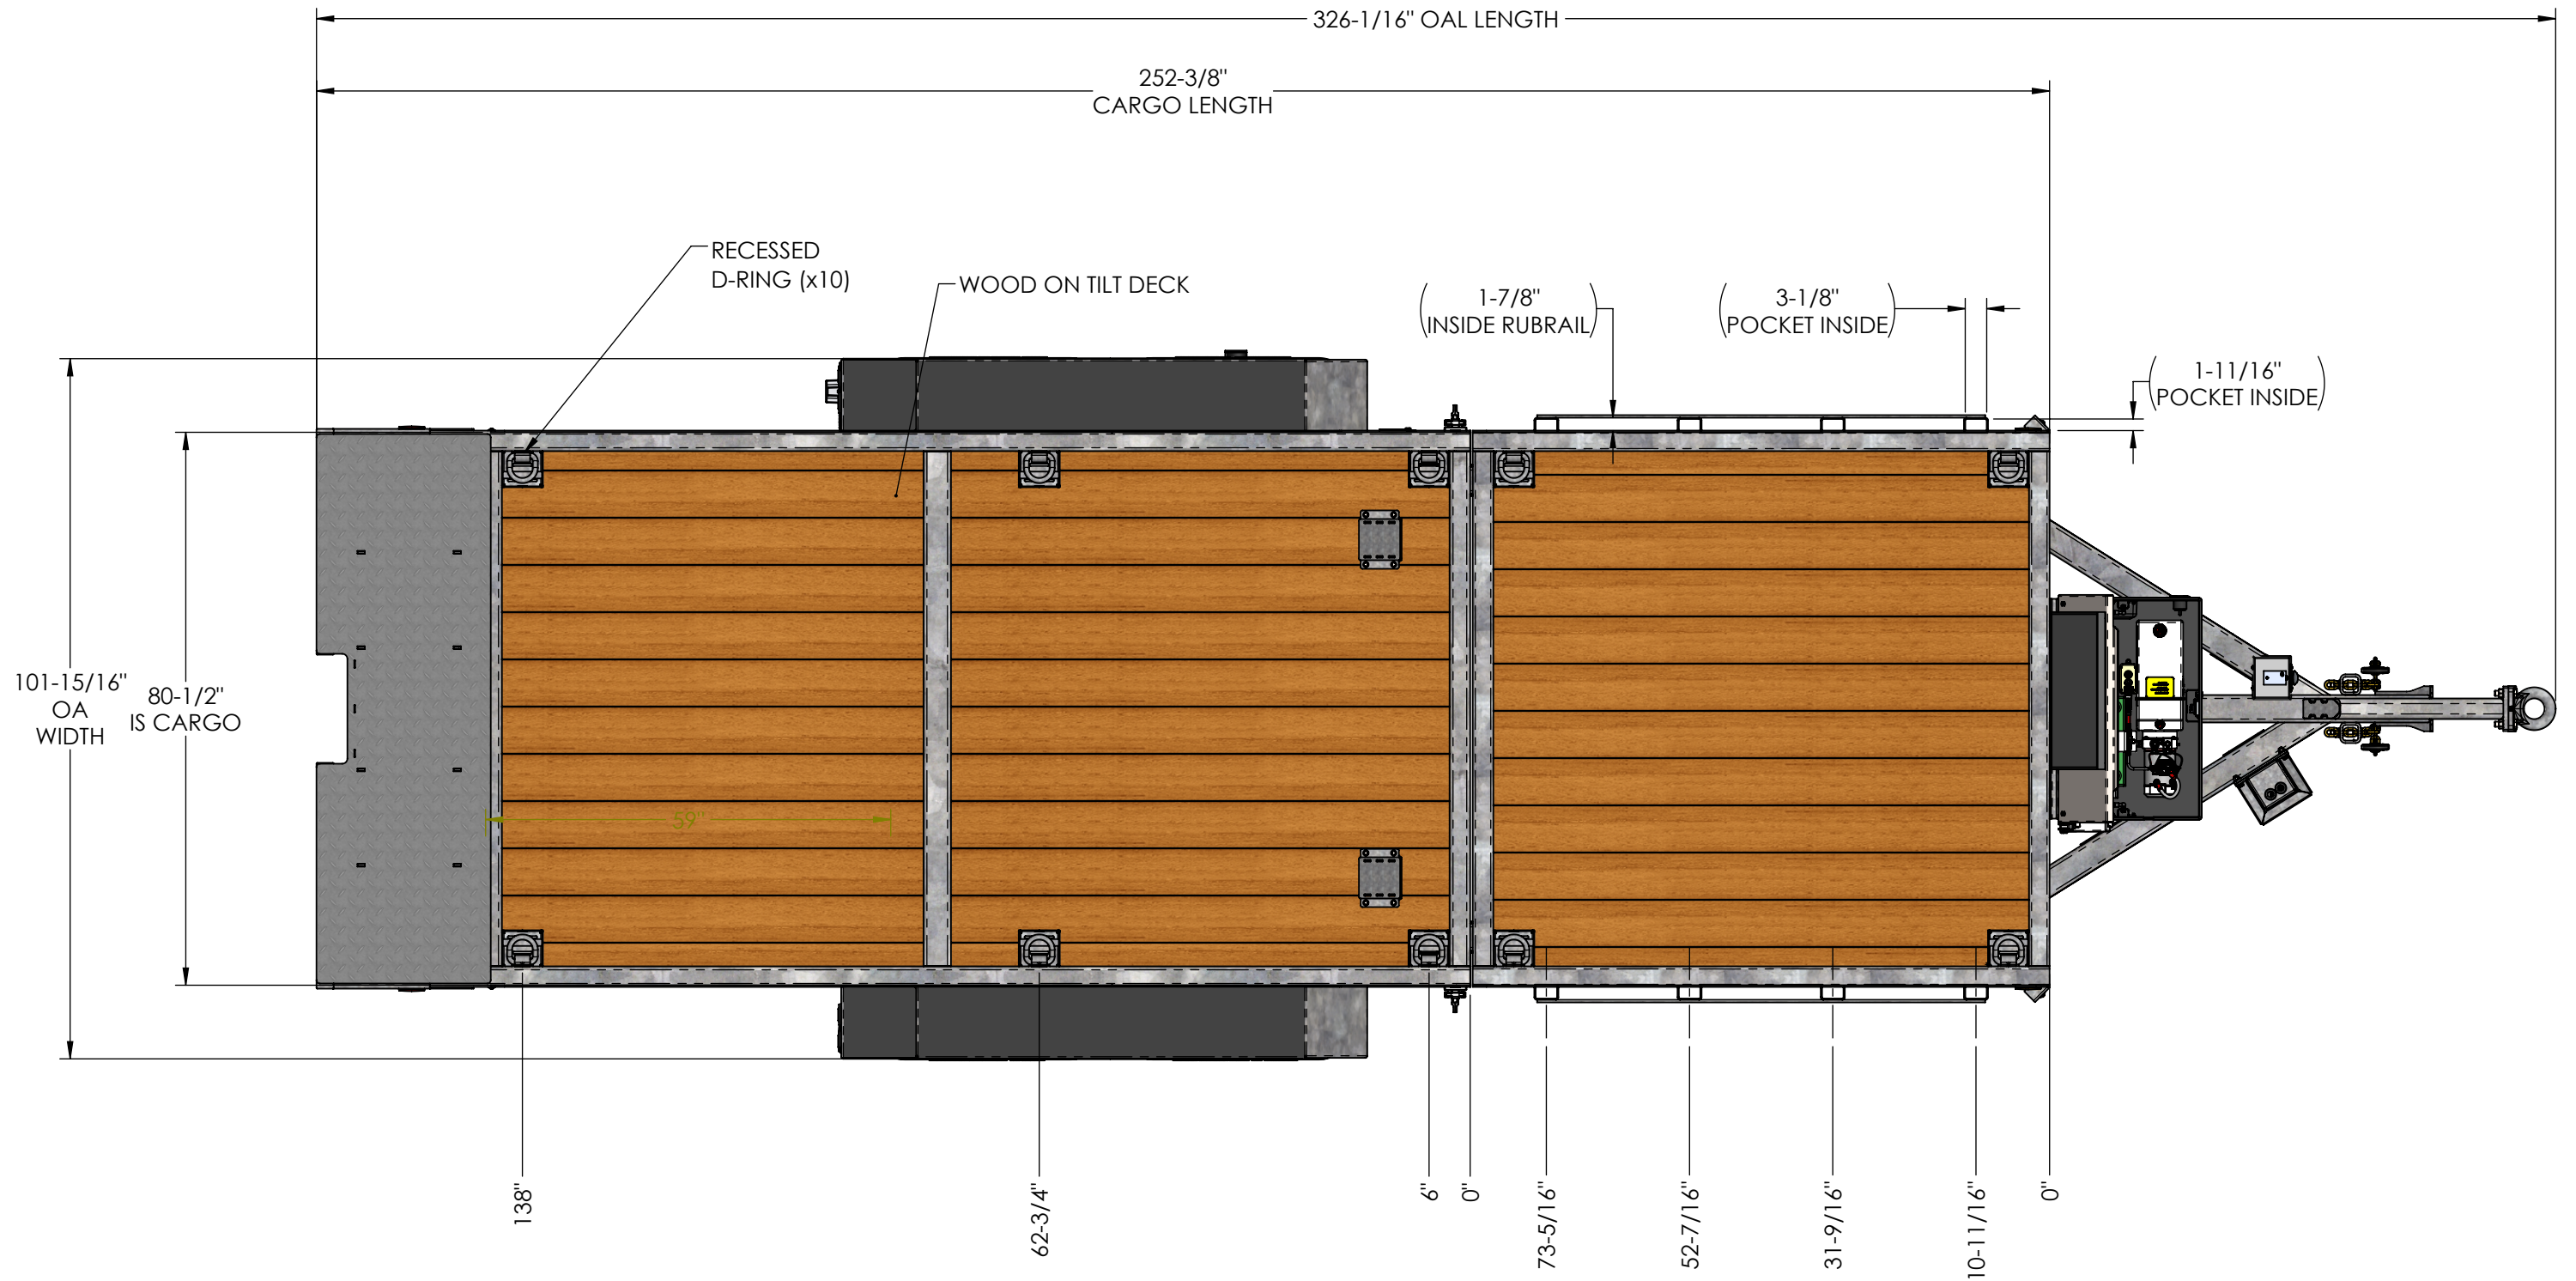 326-1/16" OAL LENGTH
252-3/8"
CARGO LENGTH
RECESSED
D-RING (x10)
WOOD ON TILT DECK
1-7/8"
INSIDE RUBRAIL
3-1/8"
POCKET INSIDE
1-11/16"
POCKET INSIDE
101-15/16"
OA
WIDTH
80-1/2"
IS CARGO
59"
138"
62-3/4"
6"
0"
73-5/16"
52-7/16"
31-9/16"
10-11/16"
0"